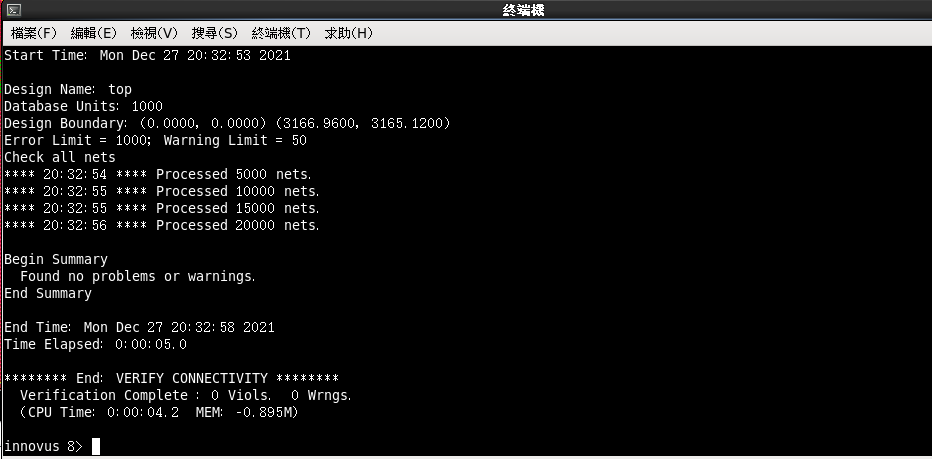 終端機
檔案(F) 編輯(E) 檢視(V) 搜尋(S) 終端機(T) 求助(H)
Start Time: Mon Dec 27 20:32:53 2021
Design Name: top
Database Units: 1000
Design Boundary: (0.0000, 0.0000) (3166.9600, 3165.1200)
Error Limit = 1000; Warning Limit = 50
Check all nets
**** 20:32:54 **** Processed 5000 nets.
**** 20:32:55 **** Processed 10000 nets.
**** 20:32:55 **** Processed 15000 nets.
**** 20:32:56 **** Processed 20000 nets.
Begin Summary
Found no problems or warnings.
End Summary
End Time: Mon Dec 27 20:32:58 2021
Time Elapsed: 0:00:05.0
******** End: VERIFY CONNECTIVITY ********
Verification Complete : 0 Viols. 0 Wrngs.
(CPU Time: 0:00:04.2 MEM: -0.895M)
innovus 8>